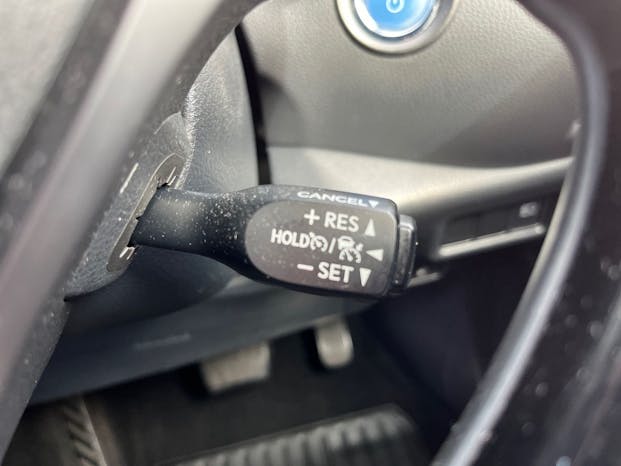 CANCEL▼
+ RES ▲
HOLD / ◀
− SET ▼